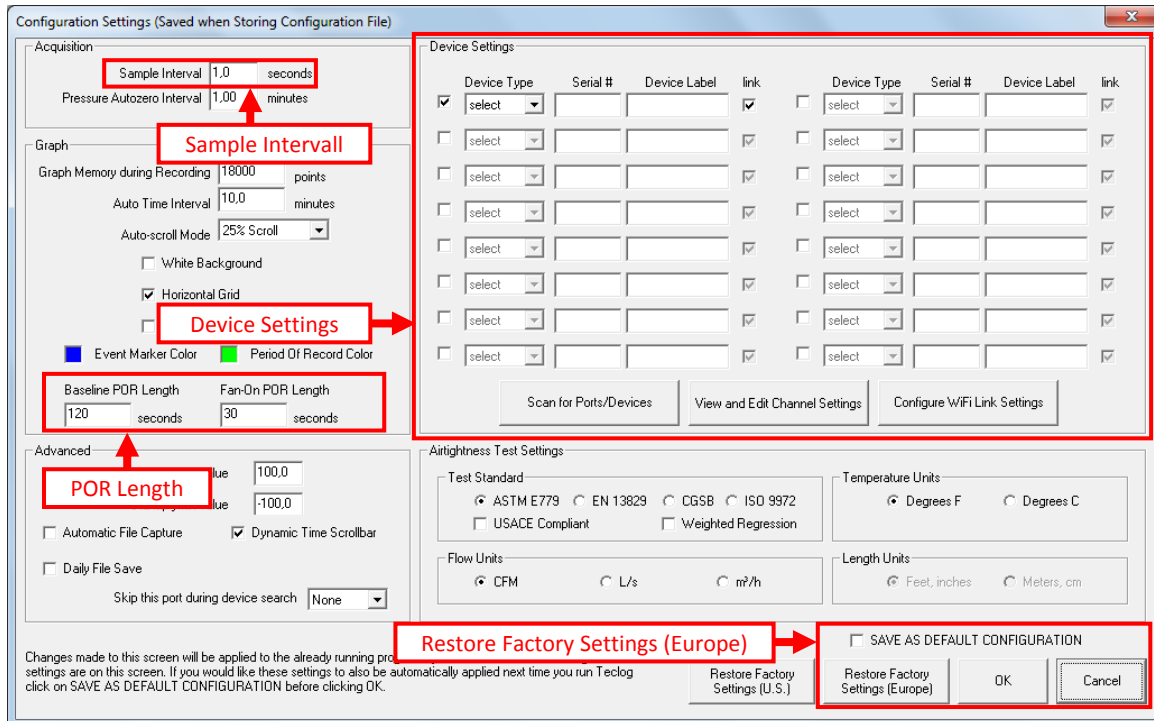 Configuration Settings (Saved when Storing Configuration File)
Acquisition
Sample Interval 1,0 seconds
Pressure Autozero Interval 1,00 minutes
Sample Intervall
Graph
Graph Memory during Recording 18000 points
Auto Time Interval 10,0 minutes
Auto-scroll Mode 25% Scroll
White Background
Horizontal Grid
Device Settings
Event Marker Color Period Of Record Color
Baseline POR Length Fan-On POR Length
120 seconds 30 seconds
POR Length
Advanced
lue 100,0
lue -100,0
Automatic File Capture Dynamic Time Scrollbar
Daily File Save
Skip this port during device search None
Device Settings
Device Type Serial # Device Label link Device Type Serial # Device Label link
select select
select select
select select
select select
select select
select select
select select
select select
Scan for Ports/Devices View and Edit Channel Settings Configure WiFi Link Settings
Airtightness Test Settings
Test Standard
ASTM E779 EN 13829 CGSB ISO 9972
USACE Compliant Weighted Regression
Temperature Units
Degrees F Degrees C
Flow Units
CFM L/s m³/h
Length Units
Feet, inches Meters, cm
Restore Factory Settings (Europe)
SAVE AS DEFAULT CONFIGURATION
Changes made to this screen will be applied to the already running
settings are on this screen. If you would like these settings to also be automatically applied next time you run Teclog
click on SAVE AS DEFAULT CONFIGURATION before clicking OK.
Restore Factory
Settings (U.S.)
Restore Factory
Settings (Europe)
OK
Cancel